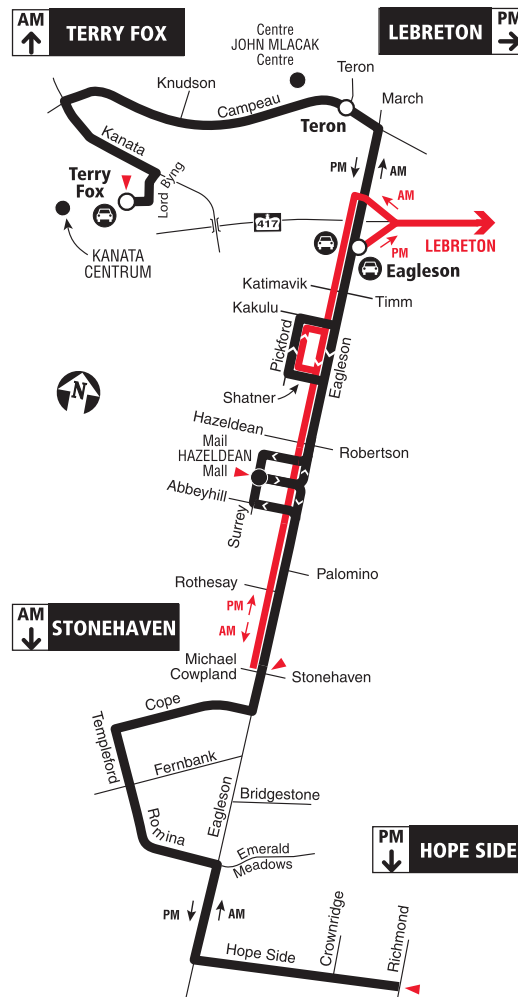 AM
TERRY FOX
LEBRETON
PM
Centre
JOHN MLACAK
Centre
Teron
Knudson
Campeau
Teron
March
Kanata
PM
AM
Lord Byng
Terry
Fox
AM
417
LEBRETON
PM
KANATA
CENTRUM
Eagleson
Katimavik
Timm
Kakulu
Pickford
Eagleson
N
Shatner
Hazeldean
Robertson
Mail
HAZELDEAN
Mall
Abbeyhill
Surrey
Palomino
Rothesay
PM
AM
AM
STONEHAVEN
Michael
Cowpland
Stonehaven
Cope
Templeford
Fernbank
Eagleson
Bridgestone
Romina
Emerald
Meadows
PM
HOPE SIDE
PM
AM
Crownridge
Richmond
Hope Side